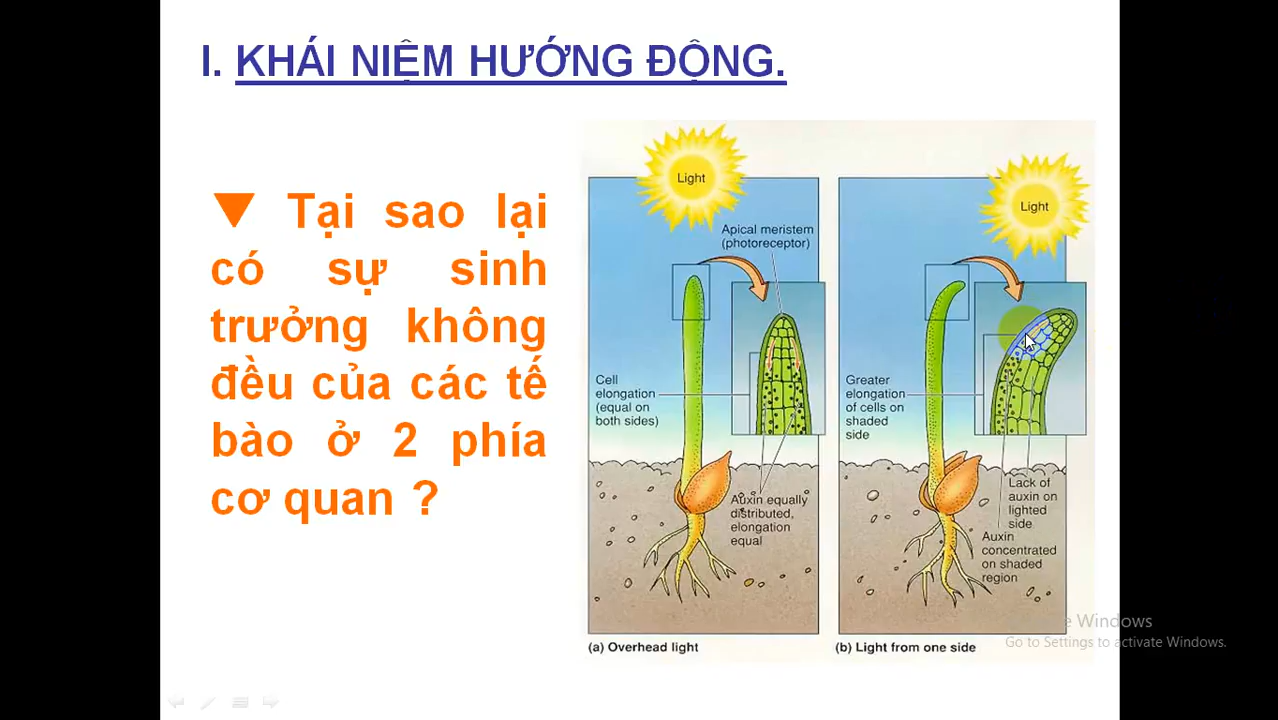 I. KHÁI NIỆM HƯỚNG ĐỘNG.
▼ Tại sao lại
có sự sinh
trưởng không
đều của các tế
bào ở 2 phía
cơ quan ?
Light
Apical meristem
(photoreceptor)
Cell
elongation
(equal on
both sides)
Auxin equally
distributed,
elongation
equal
(a) Overhead light
Light
Greater
elongation
of cells on
shaded
side
Lack of
auxin on
lighted
side
Auxin
concentrated
on shaded
region
(b) Light from one side
Windows
Go to Settings to activate Windows.